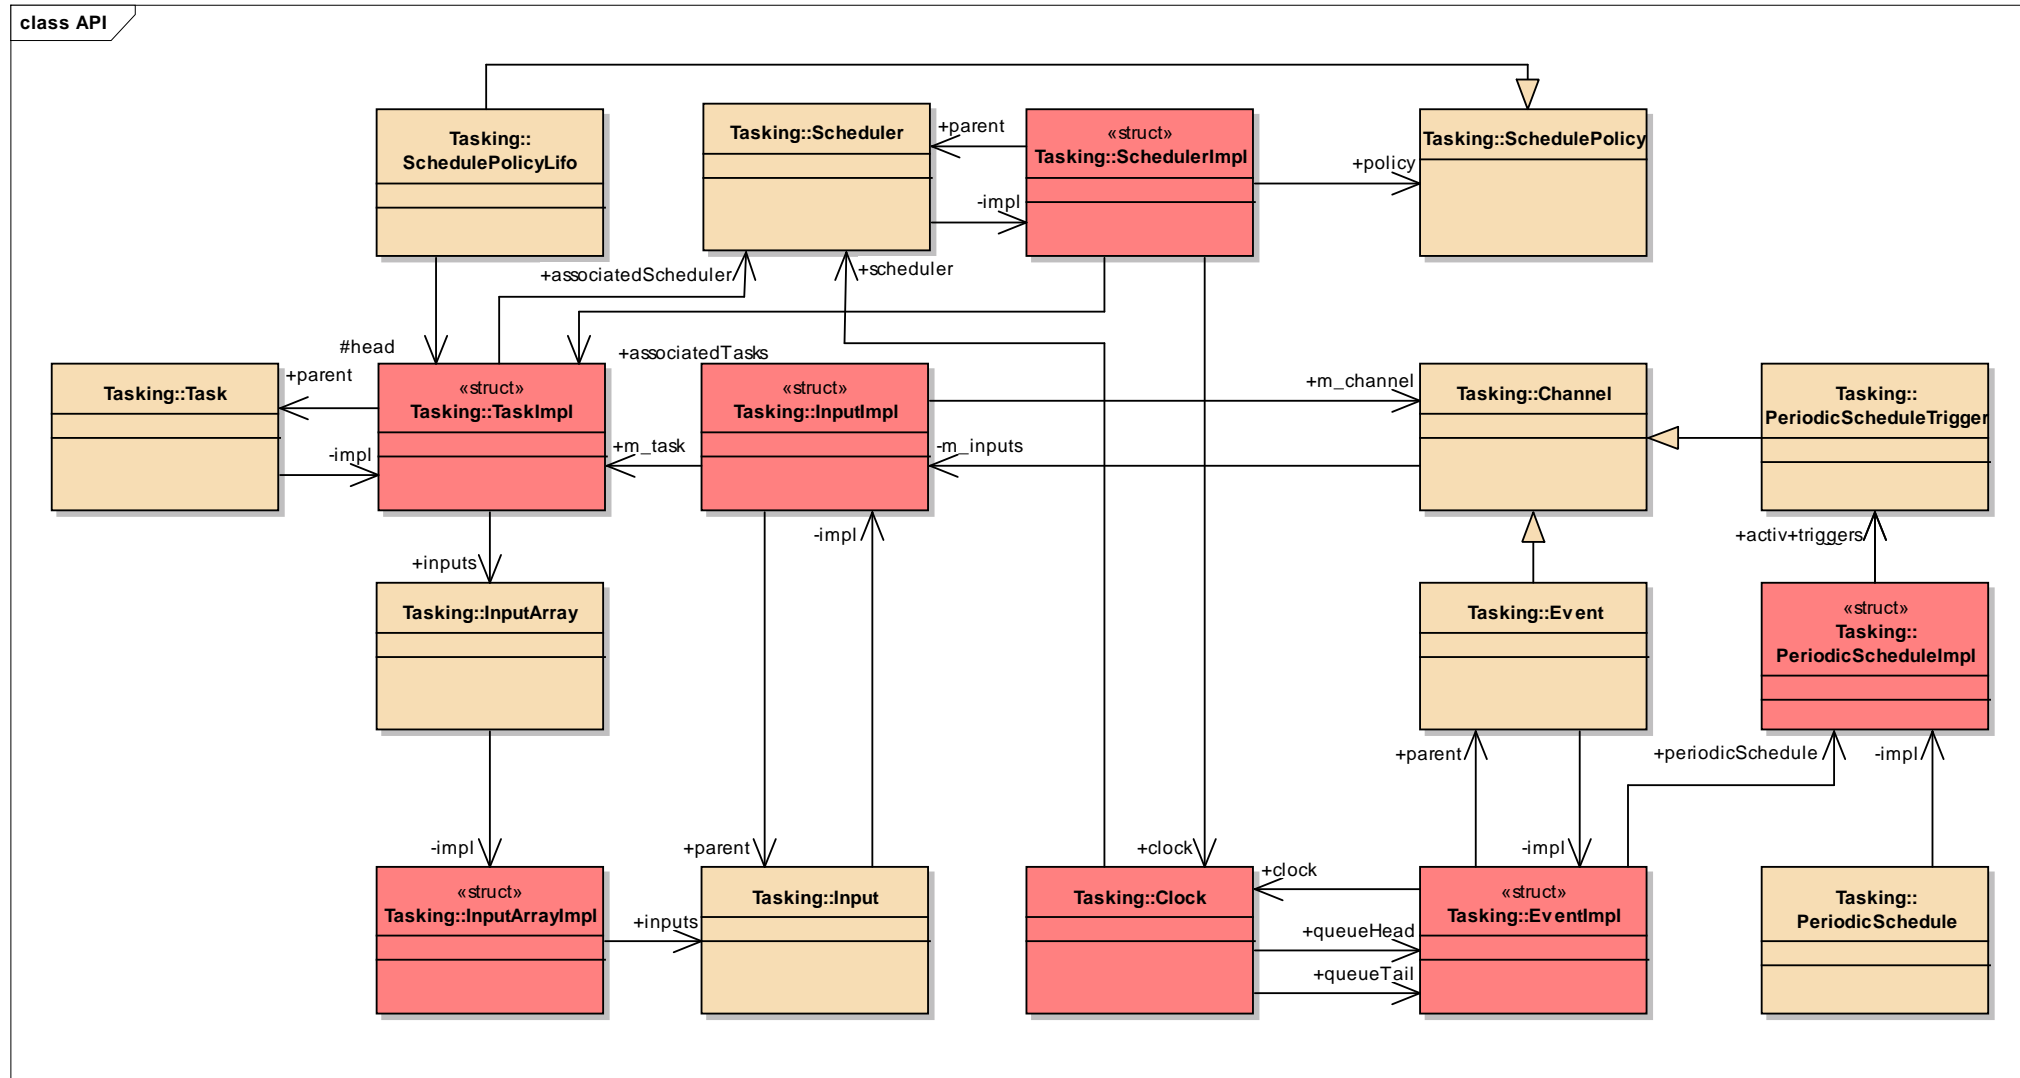 class API
Tasking::
SchedulePolicyLifo
Tasking::Scheduler
+parent
-impl
«struct»
Tasking::SchedulerImpl
+policy
Tasking::SchedulePolicy
+associatedScheduler
+scheduler
#head
+associatedTasks
Tasking::Task
+parent
-impl
«struct»
Tasking::TaskImpl
+m_task
«struct»
Tasking::InputImpl
+m_channel
-m_inputs
Tasking::Channel
Tasking::
PeriodicScheduleTrigger
+inputs
-impl
+activ+triggers
Tasking::InputArray
Tasking::Event
«struct»
Tasking::
PeriodicScheduleImpl
+parent
+periodicSchedule
-impl
-impl
+parent
+clock
-impl
«struct»
Tasking::InputArrayImpl
+inputs
Tasking::Input
Tasking::Clock
+clock
+queueHead
+queueTail
«struct»
Tasking::EventImpl
Tasking::
PeriodicSchedule